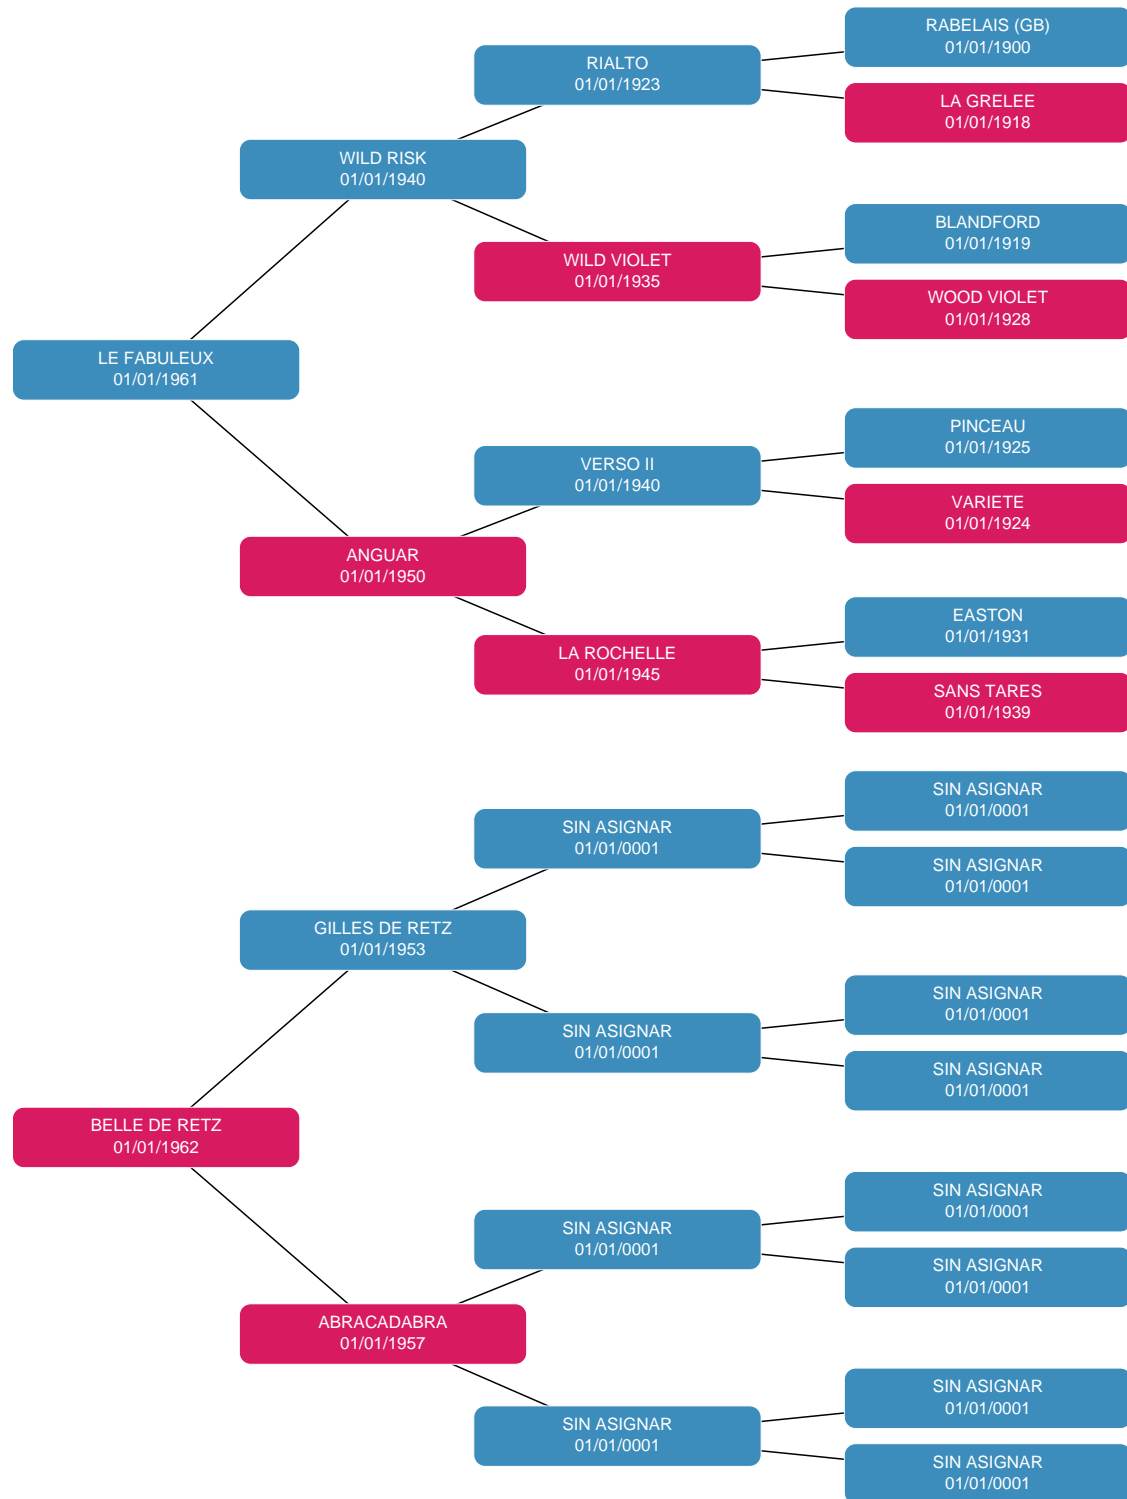 RABELAIS (GB)
01/01/1900
RIALTO
01/01/1923
LA GRELEE
01/01/1918
WILD RISK
01/01/1940
BLANDFORD
01/01/1919
WILD VIOLET
01/01/1935
WOOD VIOLET
01/01/1928
LE FABULEUX
01/01/1961
PINCEAU
01/01/1925
VERSO II
01/01/1940
VARIETE
01/01/1924
ANGUAR
01/01/1950
EASTON
01/01/1931
LA ROCHELLE
01/01/1945
SANS TARES
01/01/1939
SIN ASIGNAR
01/01/0001
SIN ASIGNAR
01/01/0001
SIN ASIGNAR
01/01/0001
GILLES DE RETZ
01/01/1953
SIN ASIGNAR
01/01/0001
SIN ASIGNAR
01/01/0001
SIN ASIGNAR
01/01/0001
BELLE DE RETZ
01/01/1962
SIN ASIGNAR
01/01/0001
SIN ASIGNAR
01/01/0001
SIN ASIGNAR
01/01/0001
ABRACADABRA
01/01/1957
SIN ASIGNAR
01/01/0001
SIN ASIGNAR
01/01/0001
SIN ASIGNAR
01/01/0001